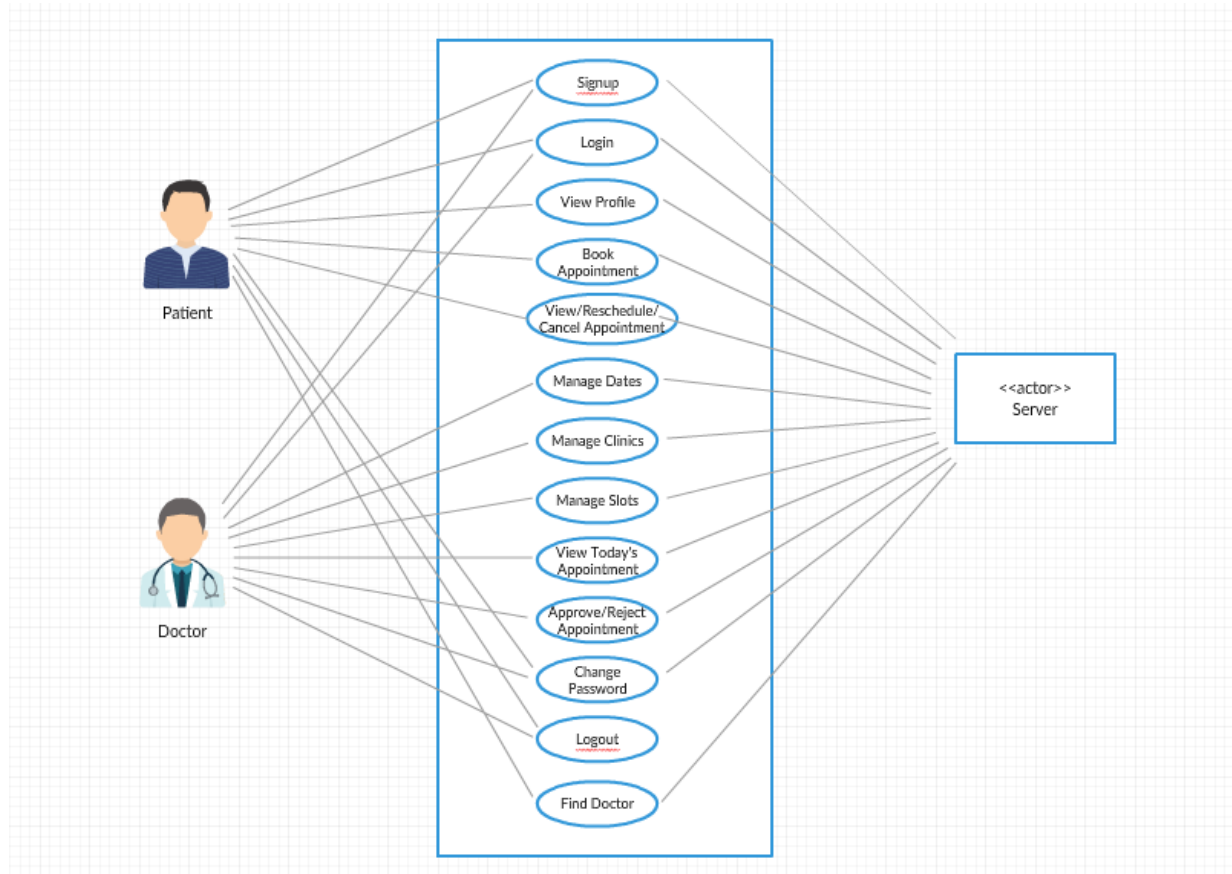 Signup
Login
View Profile
Book
Appointment
View/Reschedule/
Cancel Appointment
Manage Dates
Manage Clinics
Manage Slots
View Today's
Appointment
Approve/Reject
Appointment
Change
Password
Logout
Find Doctor
Patient
Doctor
<<actor>>
Server